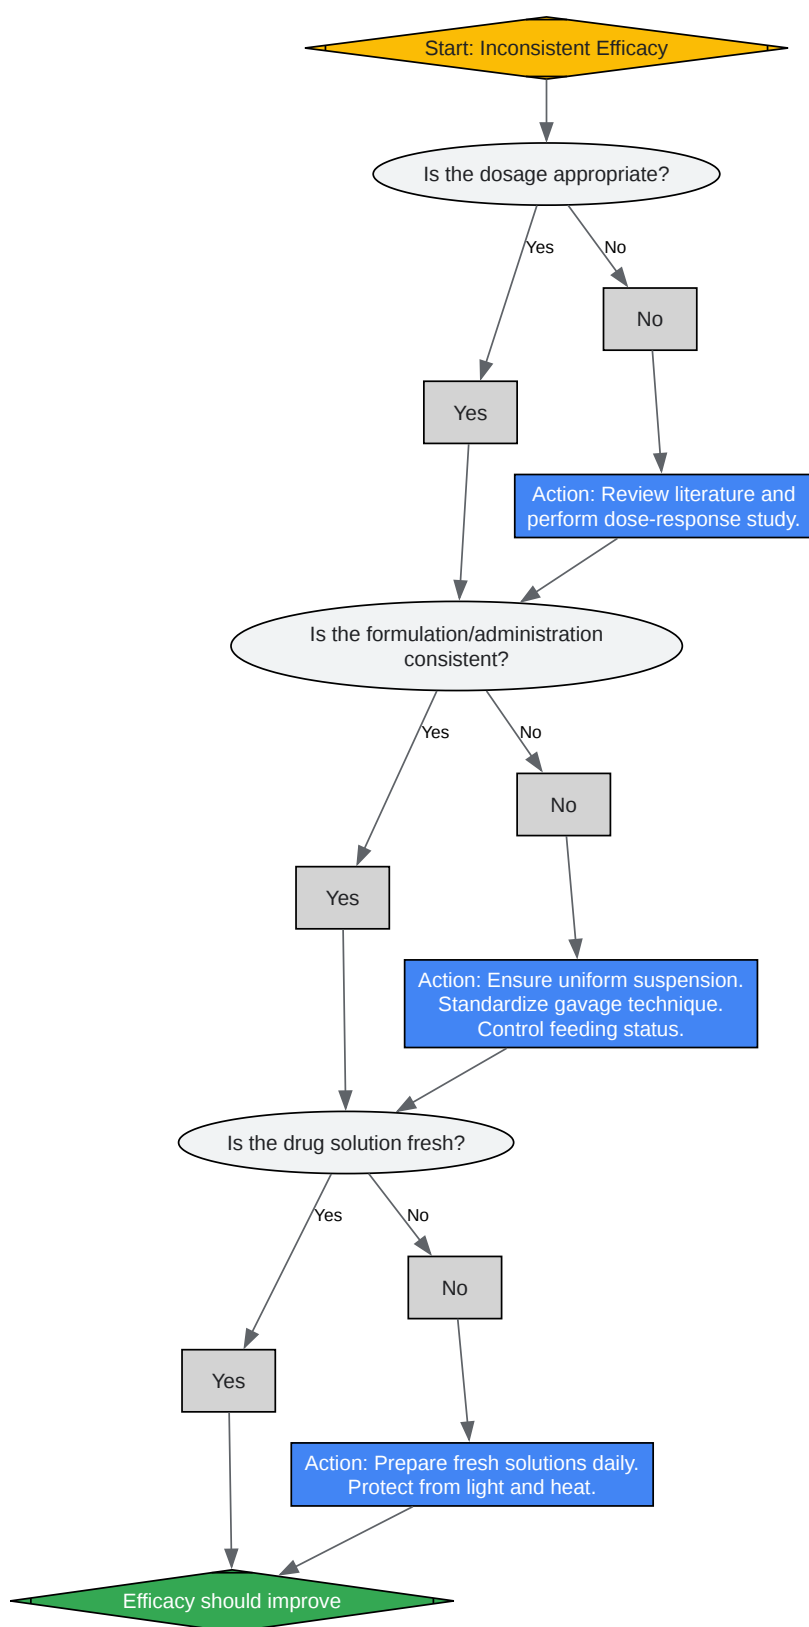 Start: Inconsistent Efficacy
Is the dosage appropriate?
Yes
No
No
Yes
Action: Review literature and
perform dose-response study.
Is the formulation/administration
consistent?
Yes
No
No
Yes
Action: Ensure uniform suspension.
Standardize gavage technique.
Control feeding status.
Is the drug solution fresh?
Yes
No
No
Yes
Action: Prepare fresh solutions daily.
Protect from light and heat.
Efficacy should improve